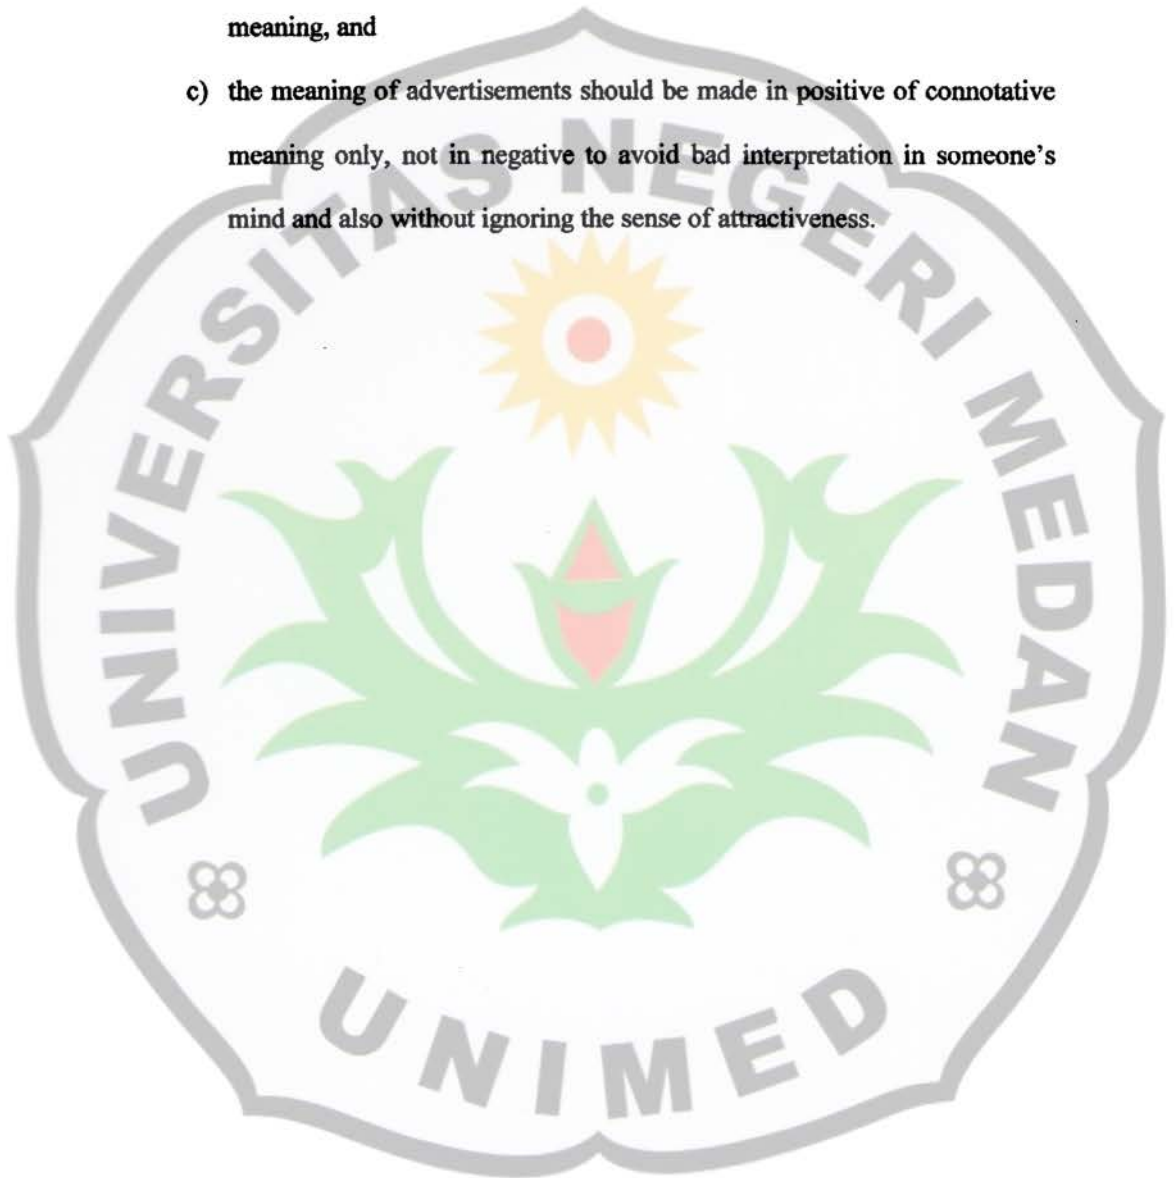 meaning, and
c) the meaning of advertisements should be made in positive of connotative
meaning only, not in negative to avoid bad interpretation in someone's
mind and also without ignoring the sense of attractiveness.
UNIVERSITAS NEGERI MEDAN
UNIMED